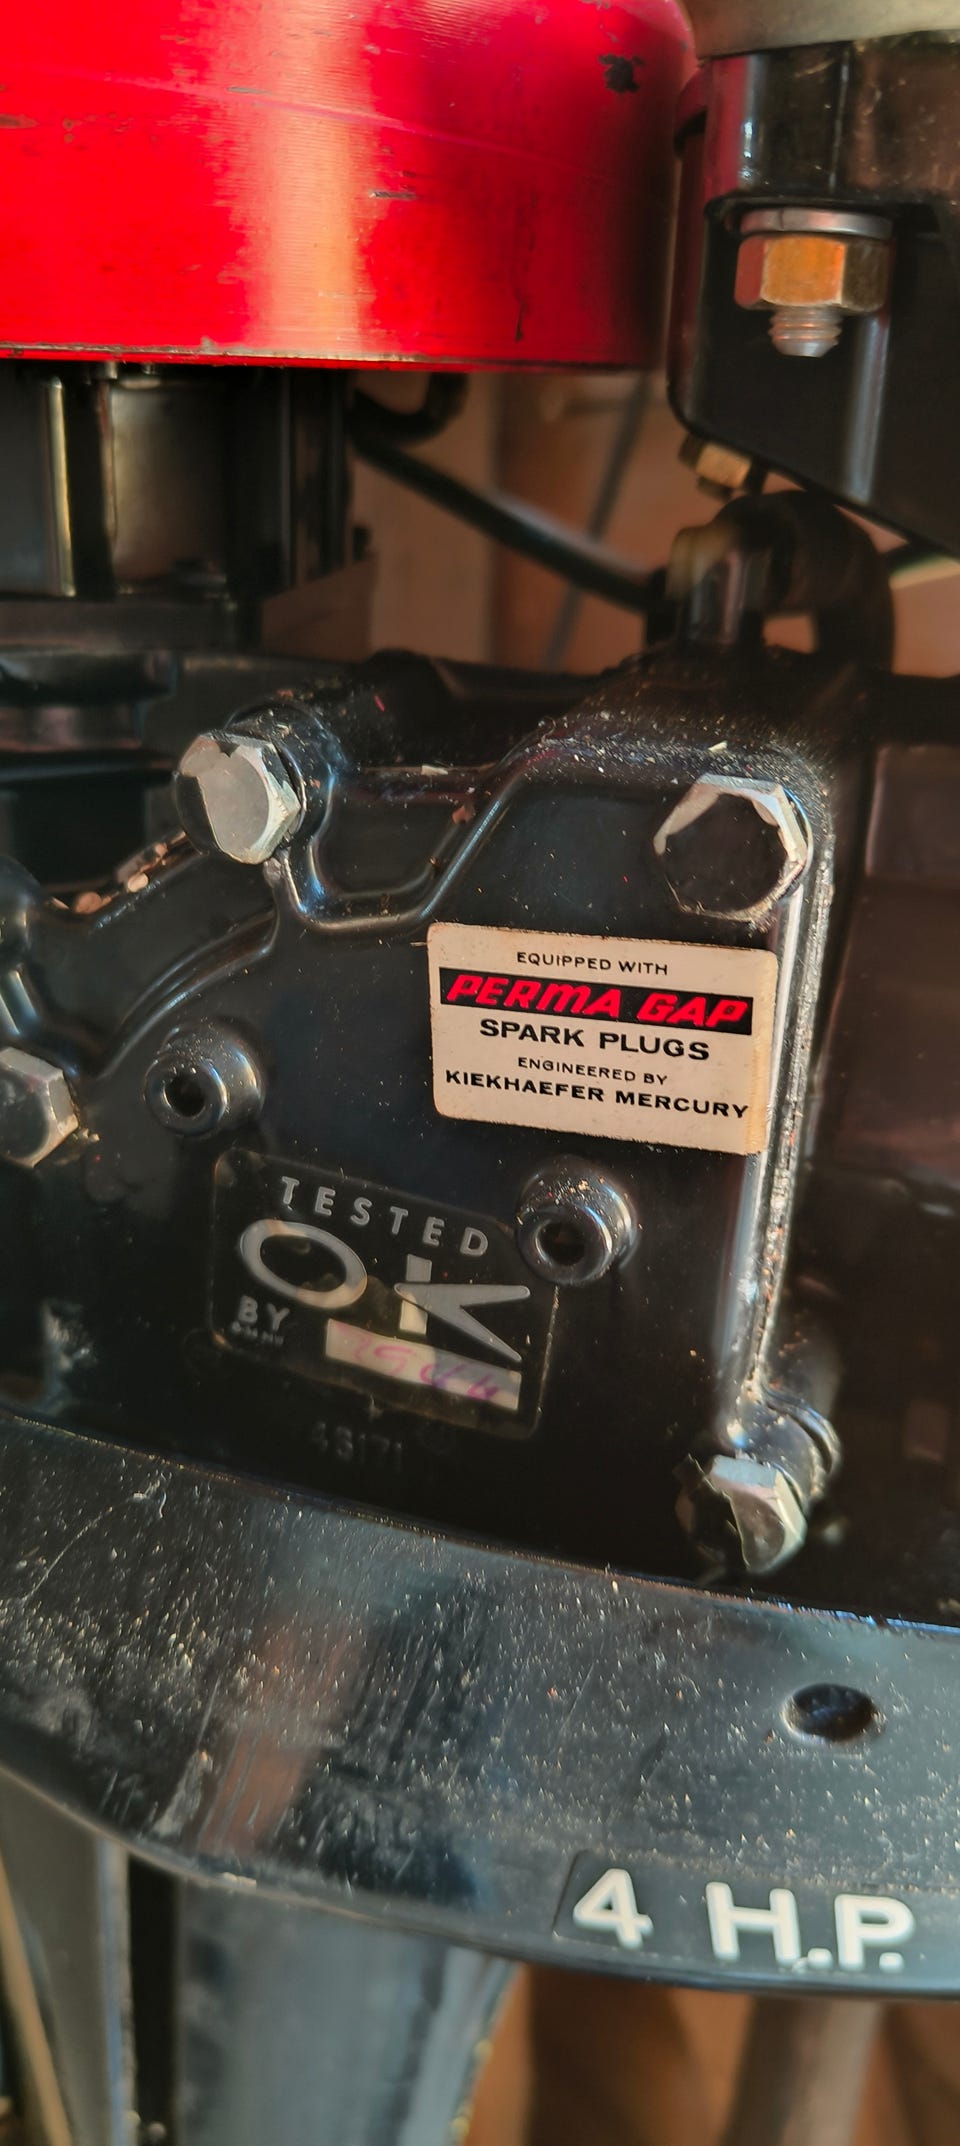 EQUIPPED WITH
PERMA GAP
SPARK PLUGS
ENGINEERED BY
KIEKHAEFER MERCURY
TESTED
OK
BY
4 H.P.